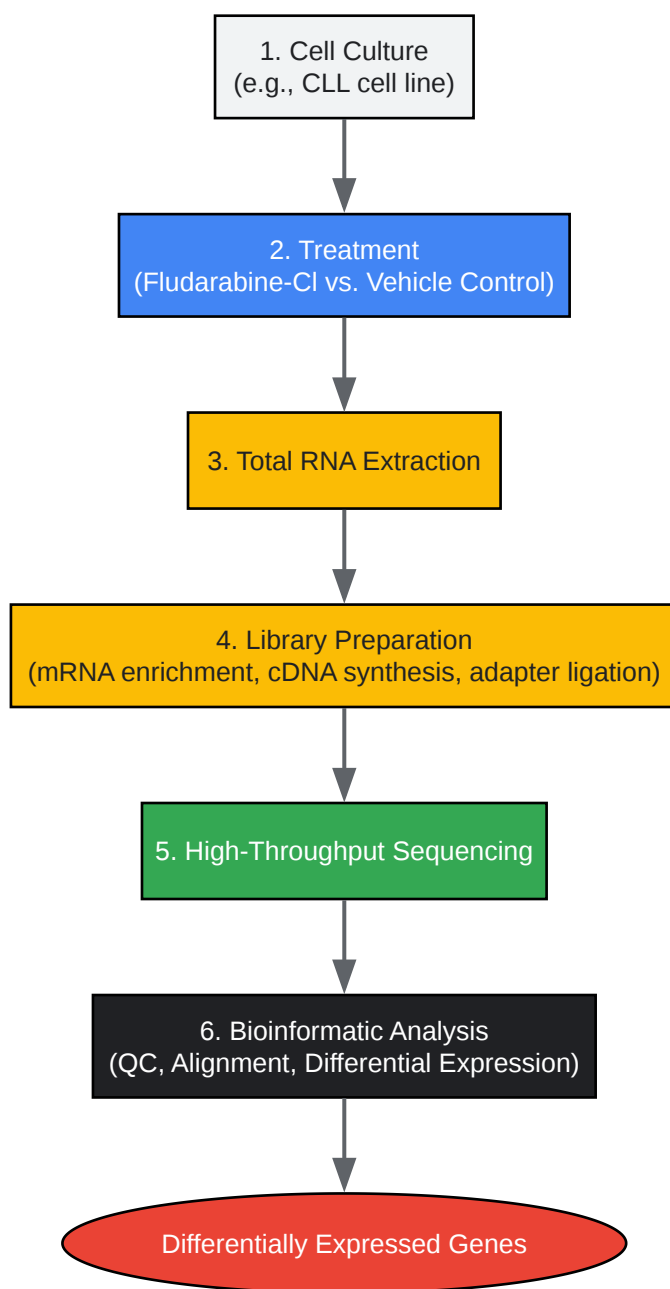 1. Cell Culture
(e.g., CLL cell line)
2. Treatment
(Fludarabine-Cl vs. Vehicle Control)
3. Total RNA Extraction
4. Library Preparation
(mRNA enrichment, cDNA synthesis, adapter ligation)
5. High-Throughput Sequencing
6. Bioinformatic Analysis
(QC, Alignment, Differential Expression)
Differentially Expressed Genes